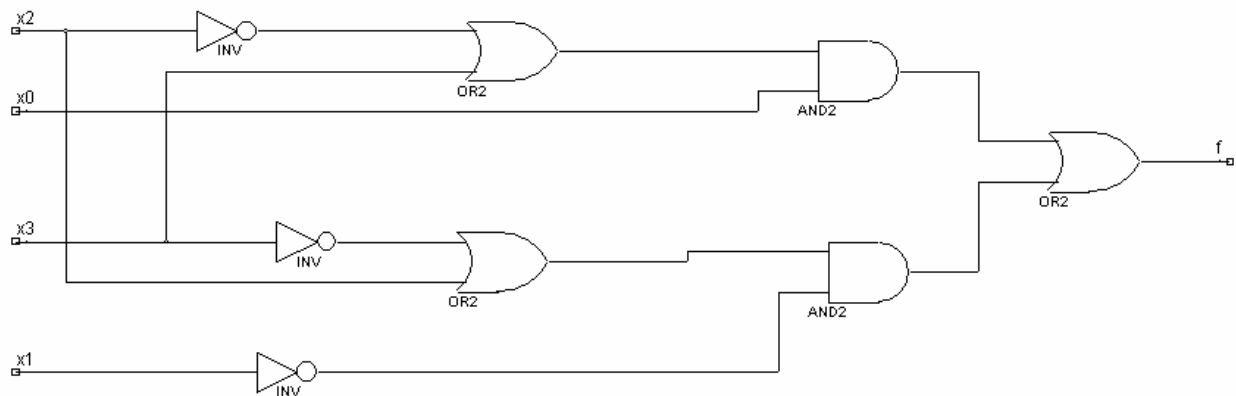 x2
INV
OR2
x0
AND2
f
OR2
x3
INV
OR2
AND2
x1
INV